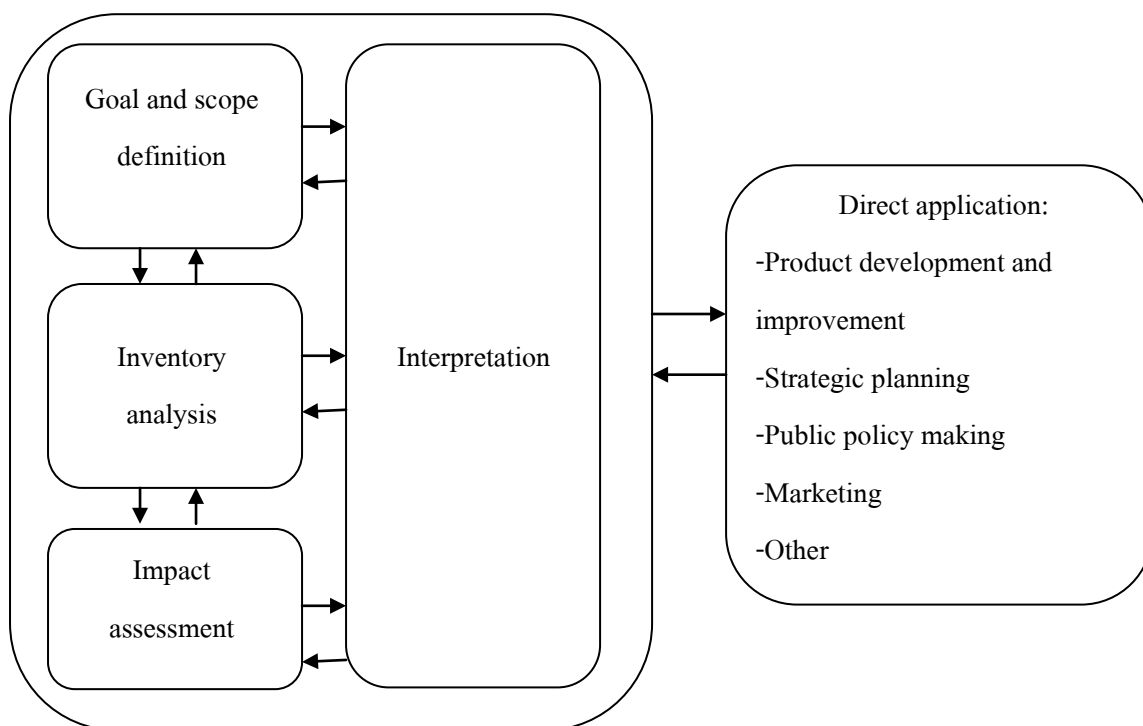 Goal and scope
definition
Inventory
analysis
Impact
assessment
Interpretation
Direct application:
-Product development and
improvement
-Strategic planning
-Public policy making
-Marketing
-Other